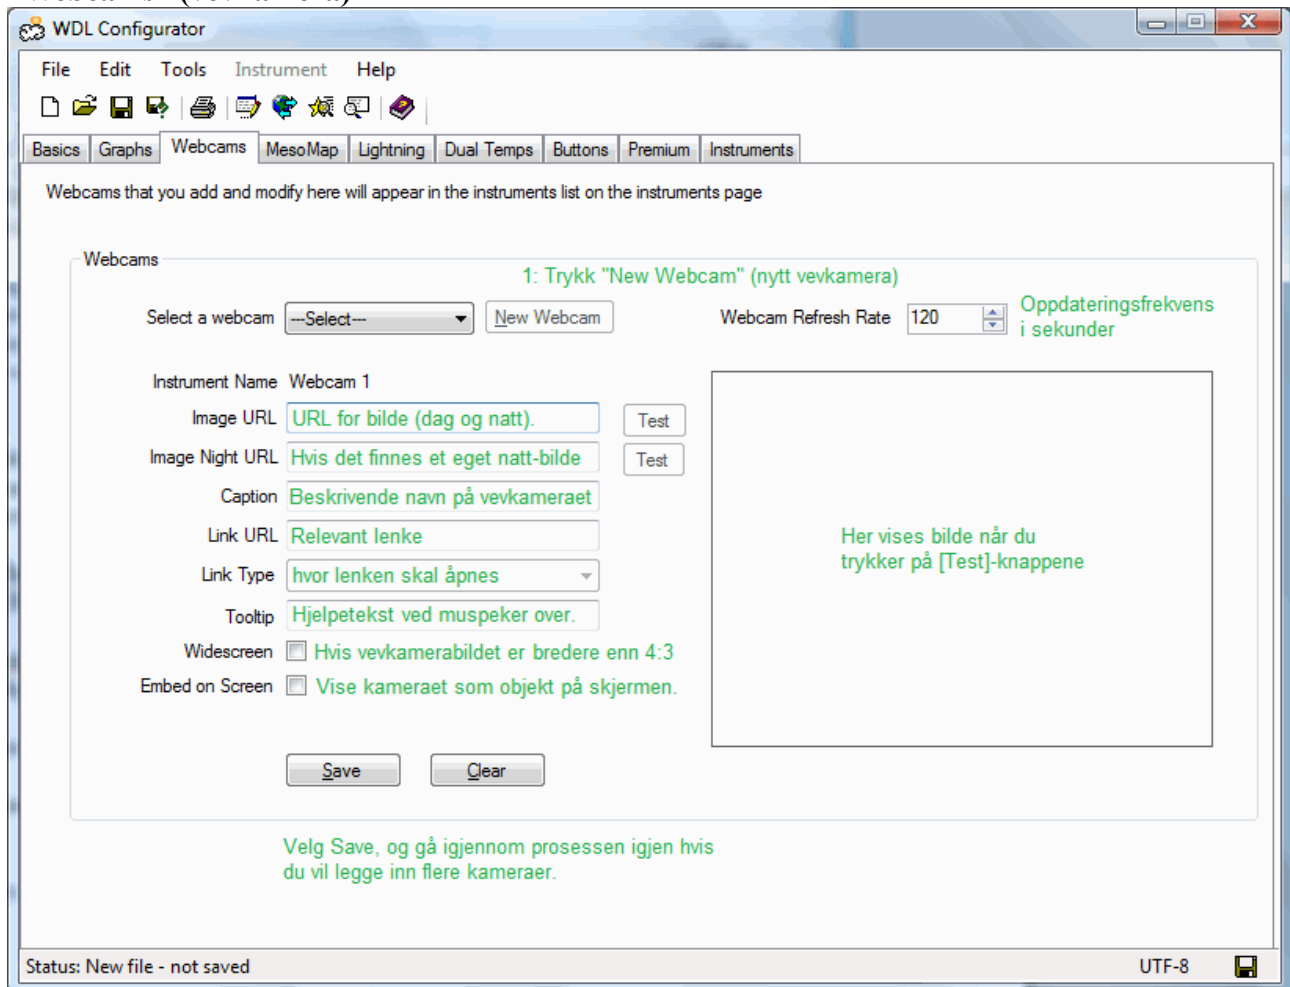 WDL Configurator
File Edit Tools Instrument Help
Basics Graphs Webcams MesoMap Lightning Dual Temps Buttons Premium Instruments
Webcams that you add and modify here will appear in the instruments list on the instruments page
Webcams
1: Trykk "New Webcam" (nytt vevkamera)
Select a webcam ---Select--- New Webcam Webcam Refresh Rate 120 Oppdateringsfrekvens
i sekunder
Instrument Name Webcam 1
Image URL URL for bilde (dag og natt). Test
Image Night URL Hvis det finnes et eget natt-bilde Test
Caption Beskrivende navn på vevkameraet
Link URL Relevant lenke
Her vises bilde når du
trykker på [Test]-knappene
Link Type hvor lenken skal åpnes
Tooltip Hjelpetekst ved muspeker over.
Widescreen Hvis vevkamerabildet er bredere enn 4:3
Embed on Screen Vise kameraet som objekt på skjermen.
Save Clear
Velg Save, og gå igjennom prosessen igjen hvis
du vil legge inn flere kameraer.
Status: New file - not saved UTF-8